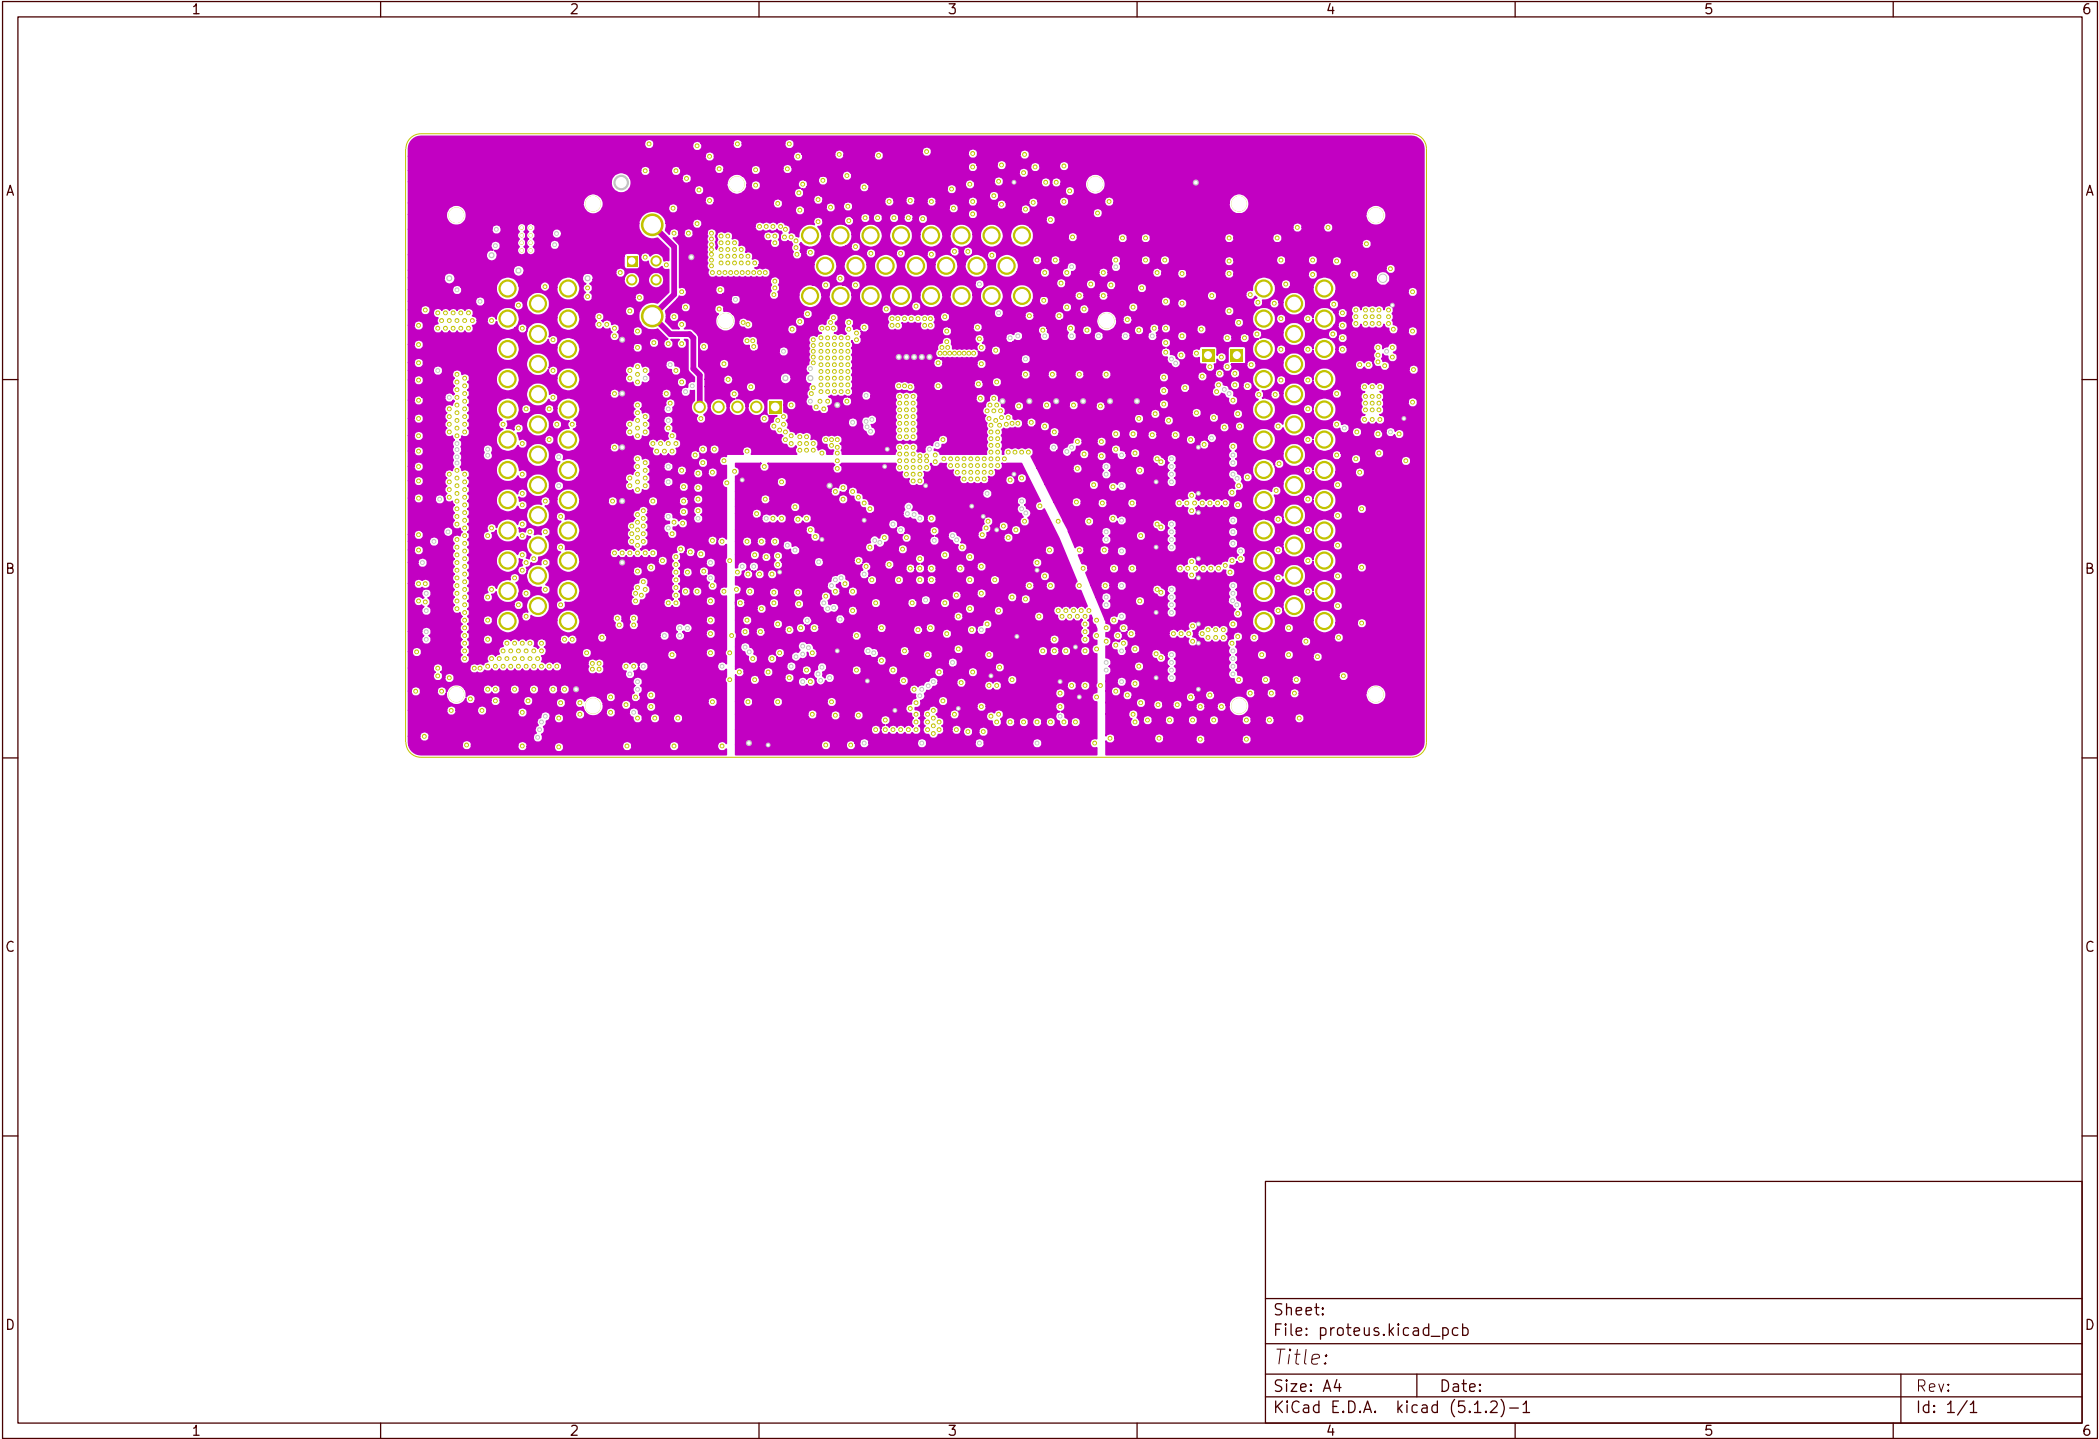 1 2 3 4 5 6
A A
B B
C C
D D
Sheet:
File: proteus.kicad_pcb
Title:
Size: A4 Date: Rev:
KiCad E.D.A. kicad (5.1.2)-1 Id: 1/1
1 2 3 4 5 6